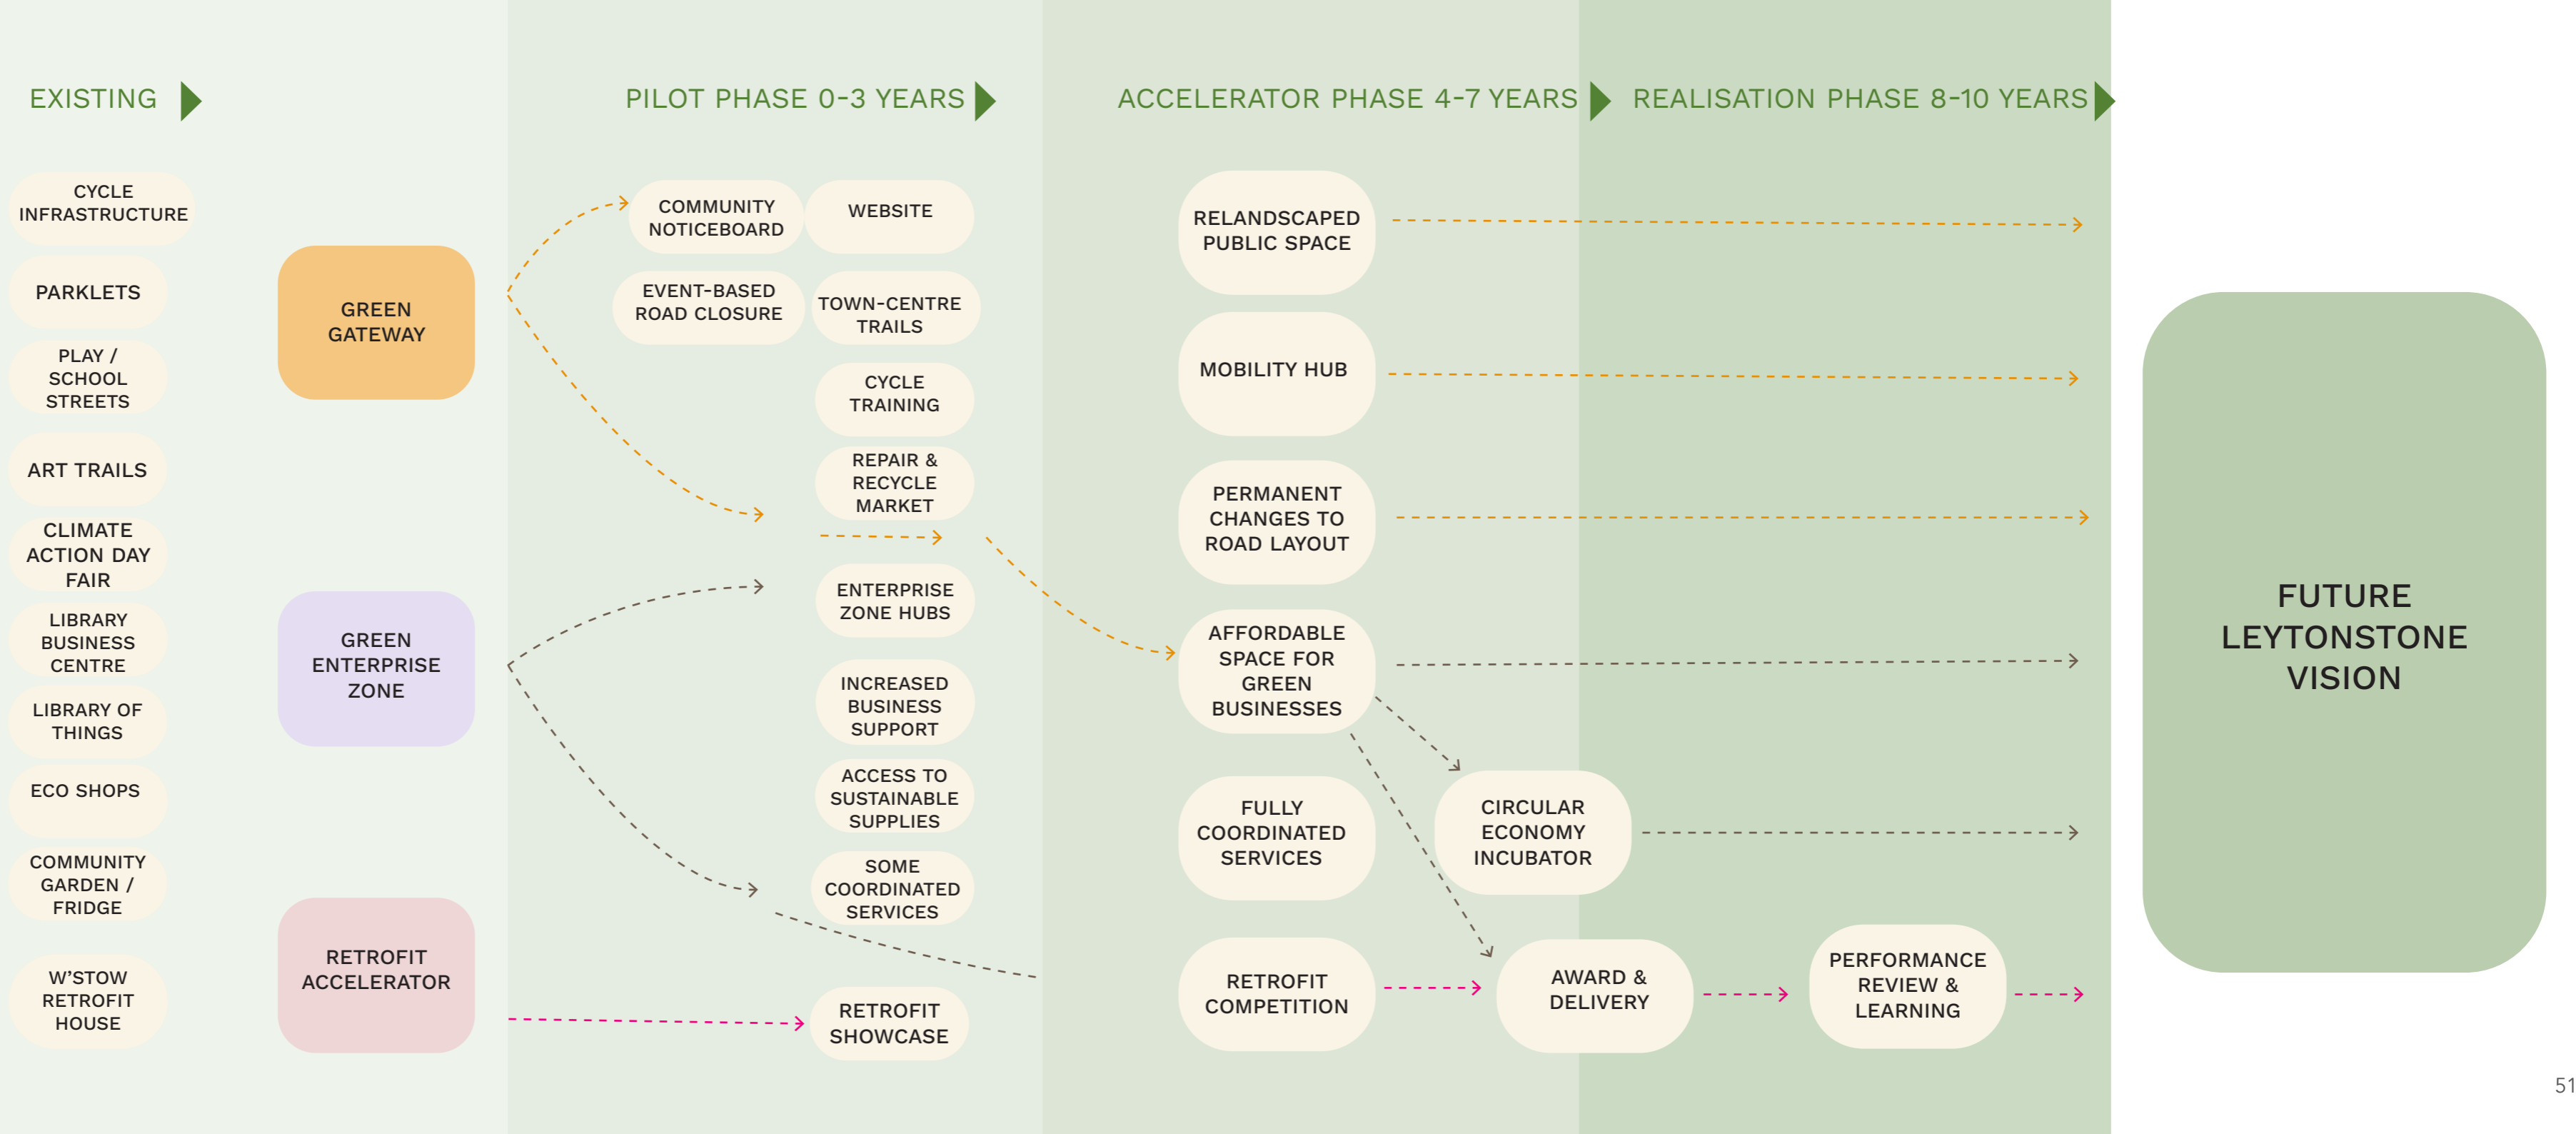 EXISTING
PILOT PHASE 0-3 YEARS
ACCELERATOR PHASE 4-7 YEARS
REALISATION PHASE 8-10 YEARS
CYCLE
INFRASTRUCTURE
PARKLETS
PLAY /
SCHOOL
STREETS
ART TRAILS
CLIMATE
ACTION DAY
FAIR
LIBRARY
BUSINESS
CENTRE
LIBRARY OF
THINGS
ECO SHOPS
COMMUNITY
GARDEN /
FRIDGE
W'STOW
RETROFIT
HOUSE
GREEN
GATEWAY
GREEN
ENTERPRISE
ZONE
RETROFIT
ACCELERATOR
COMMUNITY
NOTICEBOARD
WEBSITE
EVENT-BASED
ROAD CLOSURE
TOWN-CENTRE
TRAILS
CYCLE
TRAINING
REPAIR &
RECYCLE
MARKET
ENTERPRISE
ZONE HUBS
INCREASED
BUSINESS
SUPPORT
ACCESS TO
SUSTAINABLE
SUPPLIES
SOME
COORDINATED
SERVICES
RETROFIT
SHOWCASE
RELANDSCAPED
PUBLIC SPACE
MOBILITY HUB
PERMANENT
CHANGES TO
ROAD LAYOUT
AFFORDABLE
SPACE FOR
GREEN
BUSINESSES
FULLY
COORDINATED
SERVICES
CIRCULAR
ECONOMY
INCUBATOR
RETROFIT
COMPETITION
AWARD &
DELIVERY
PERFORMANCE
REVIEW &
LEARNING
FUTURE
LEYTONSTONE
VISION
51